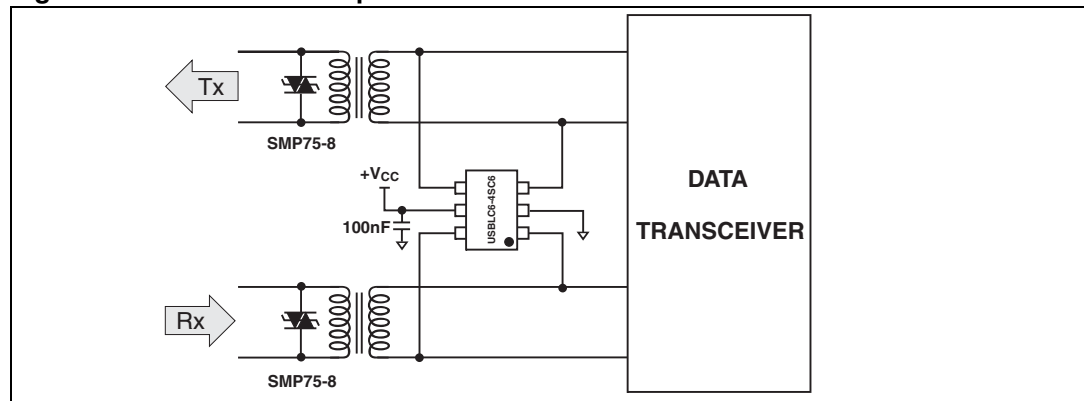 Tx
SMP75-8
+VCC
100nF
USBLC6-4SC6
DATA
TRANSCEIVER
Rx
SMP75-8